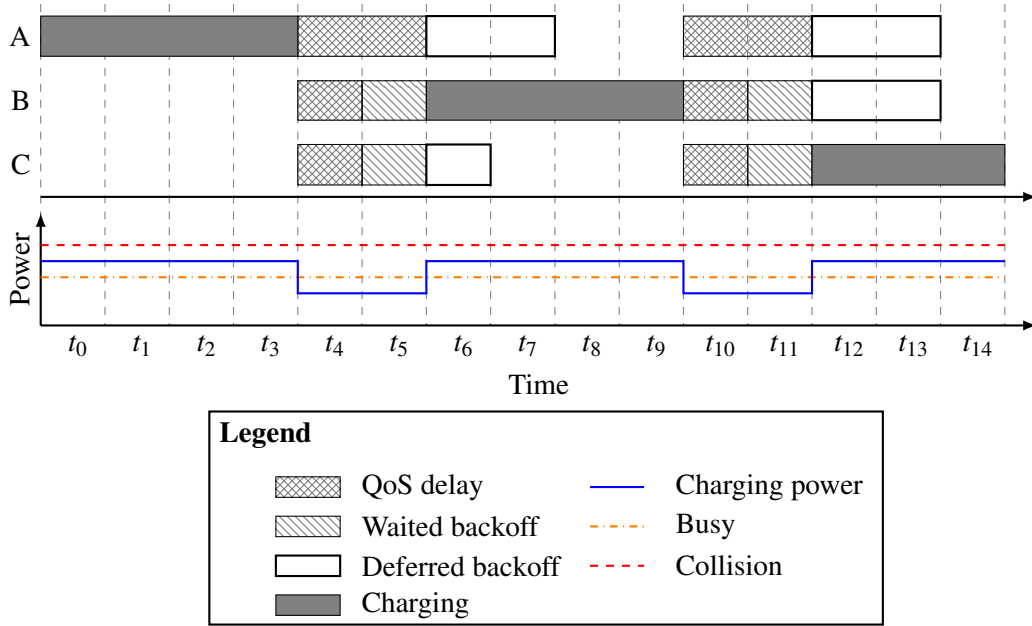 A
B
C
Power
t0 t1 t2 t3 t4 t5 t6 t7 t8 t9 t10 t11 t12 t13 t14
Time
Legend
QoS delay Charging power
Waited backoff Busy
Deferred backoff Collision
Charging